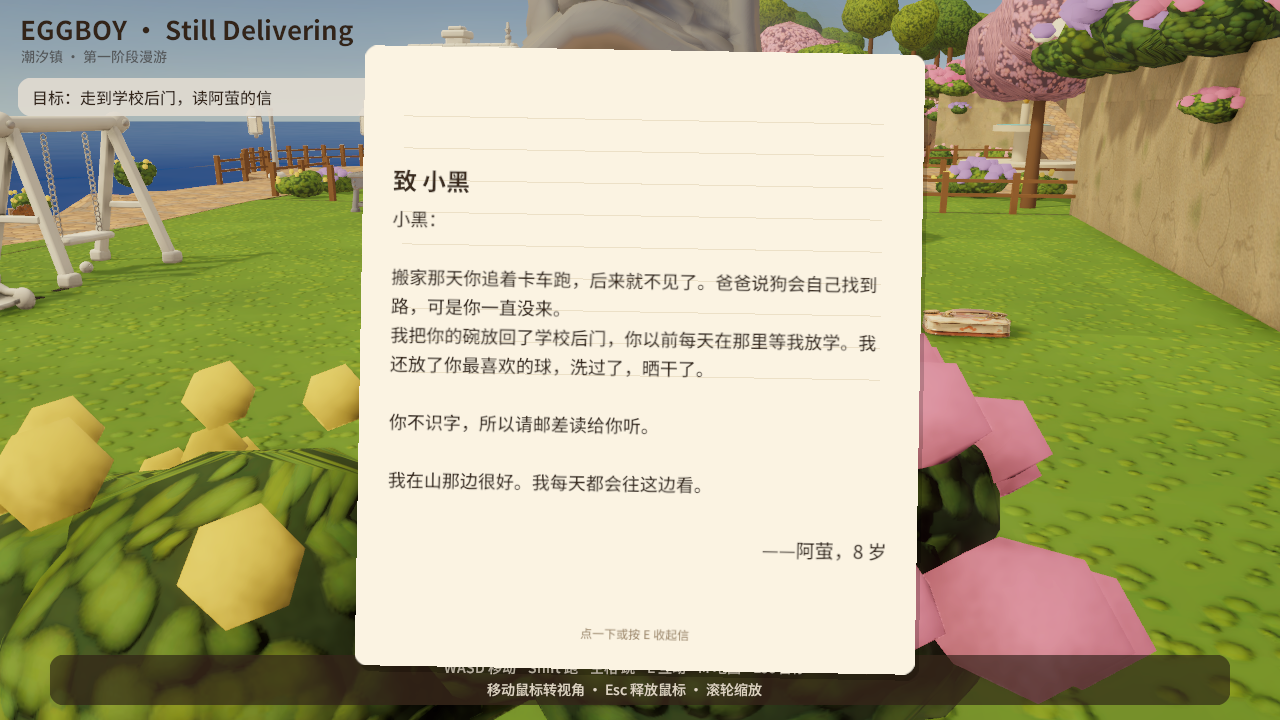 EGGBOY · Still Delivering
潮汐镇 · 第一阶段漫游
目标：走到学校后门，读阿萤的信
致 小黑
小黑：
搬家那天你追着卡车跑，后来就不见了。爸爸说狗会自己找到
路，可是你一直没来。
我把你的碗放回了学校后门，你以前每天在那里等我放学。我
还放了你最喜欢的球，洗过了，晒干了。
你不识字，所以请邮差读给你听。
我在山那边很好。我每天都会往这边看。
——阿萤，8 岁
点一下或按 E 收起信
WASD 移动 · Shift 跑
移动鼠标转视角 · Esc 释放鼠标 · 滚轮缩放